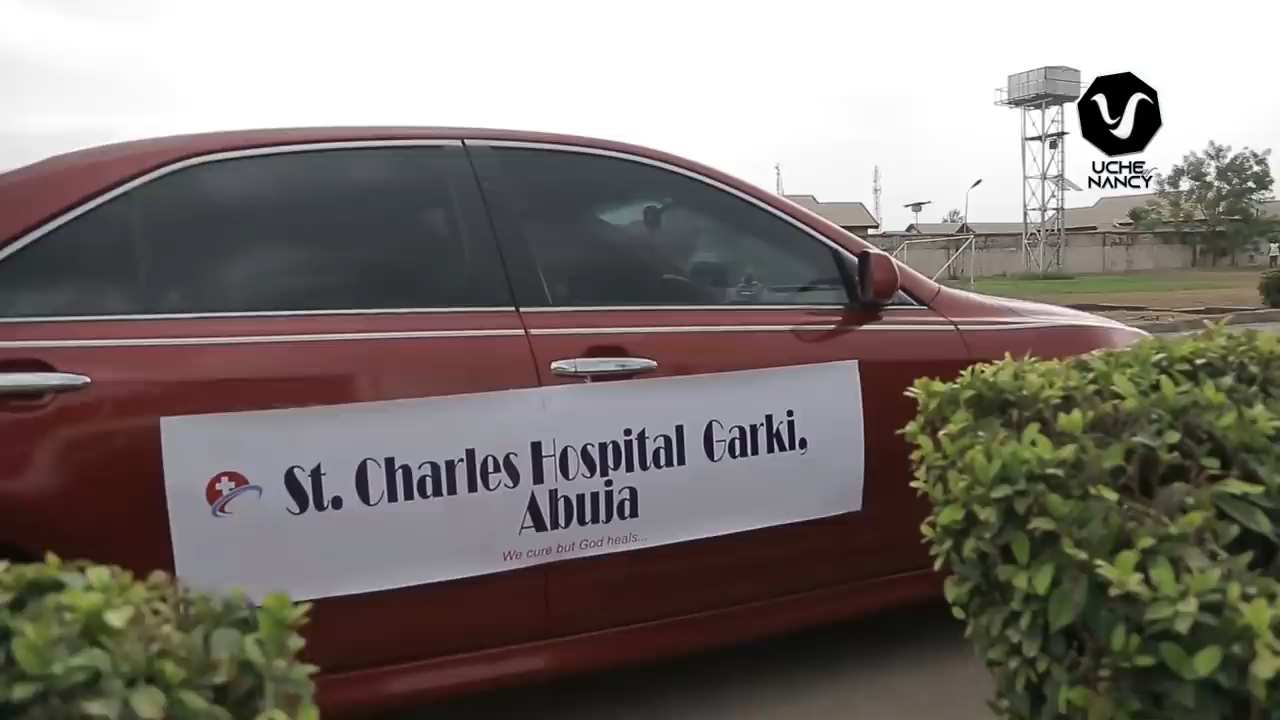 UCHE
NANCY
St. Charles Hospital Garki,
Abuja
We cure but God heals...